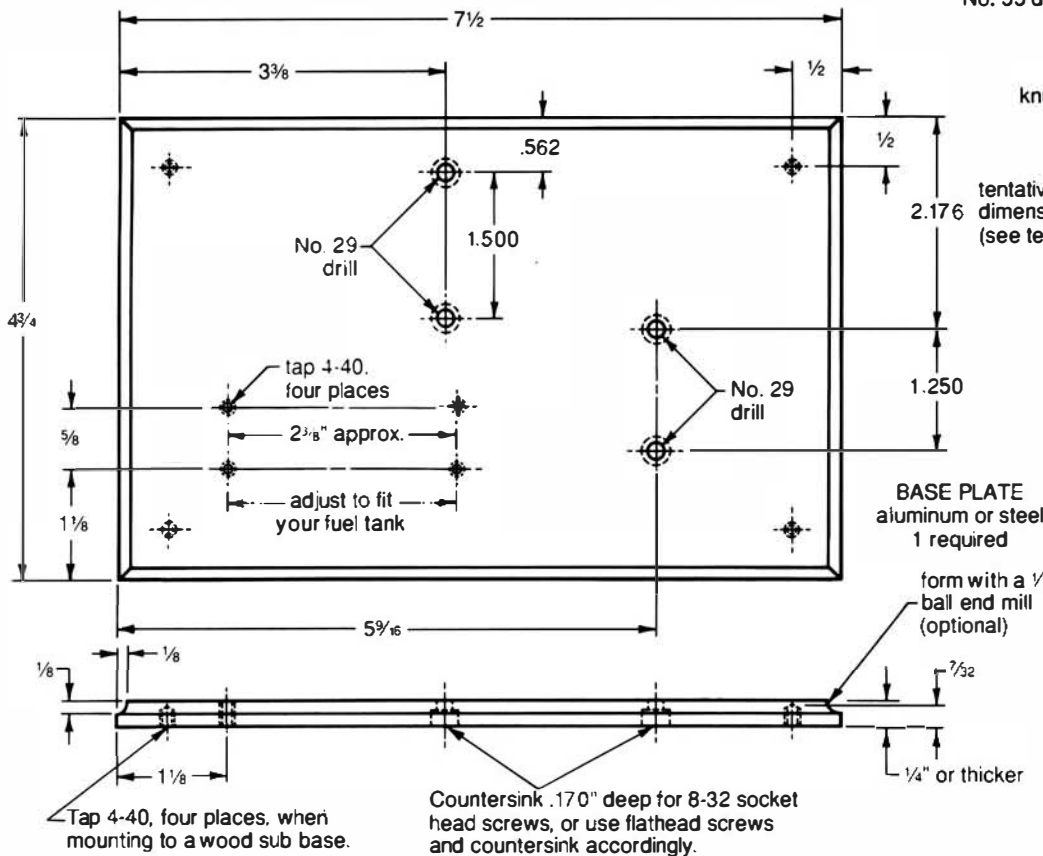 No. 55 d
7½
3⅜
½
kn
.562
½
tentativ
2.176 dimens
(see te
No. 29
drill
1.500
4¾
tap 4-40.
four places
No. 29
drill
1.250
⅝
2⅜" approx.
adjust to fit
your fuel tank
1⅛
BASE PLATE
aluminum or steel
1 required
form with a
ball end mill
(optional)
5⁹⁄₁₆
⅛
⅛
⁷⁄₃₂
1⅛
¼" or thicker
Tap 4-40, four places, when
mounting to a wood sub base.
Countersink .170" deep for 8-32 socket
head screws, or use flathead screws
and countersink accordingly.